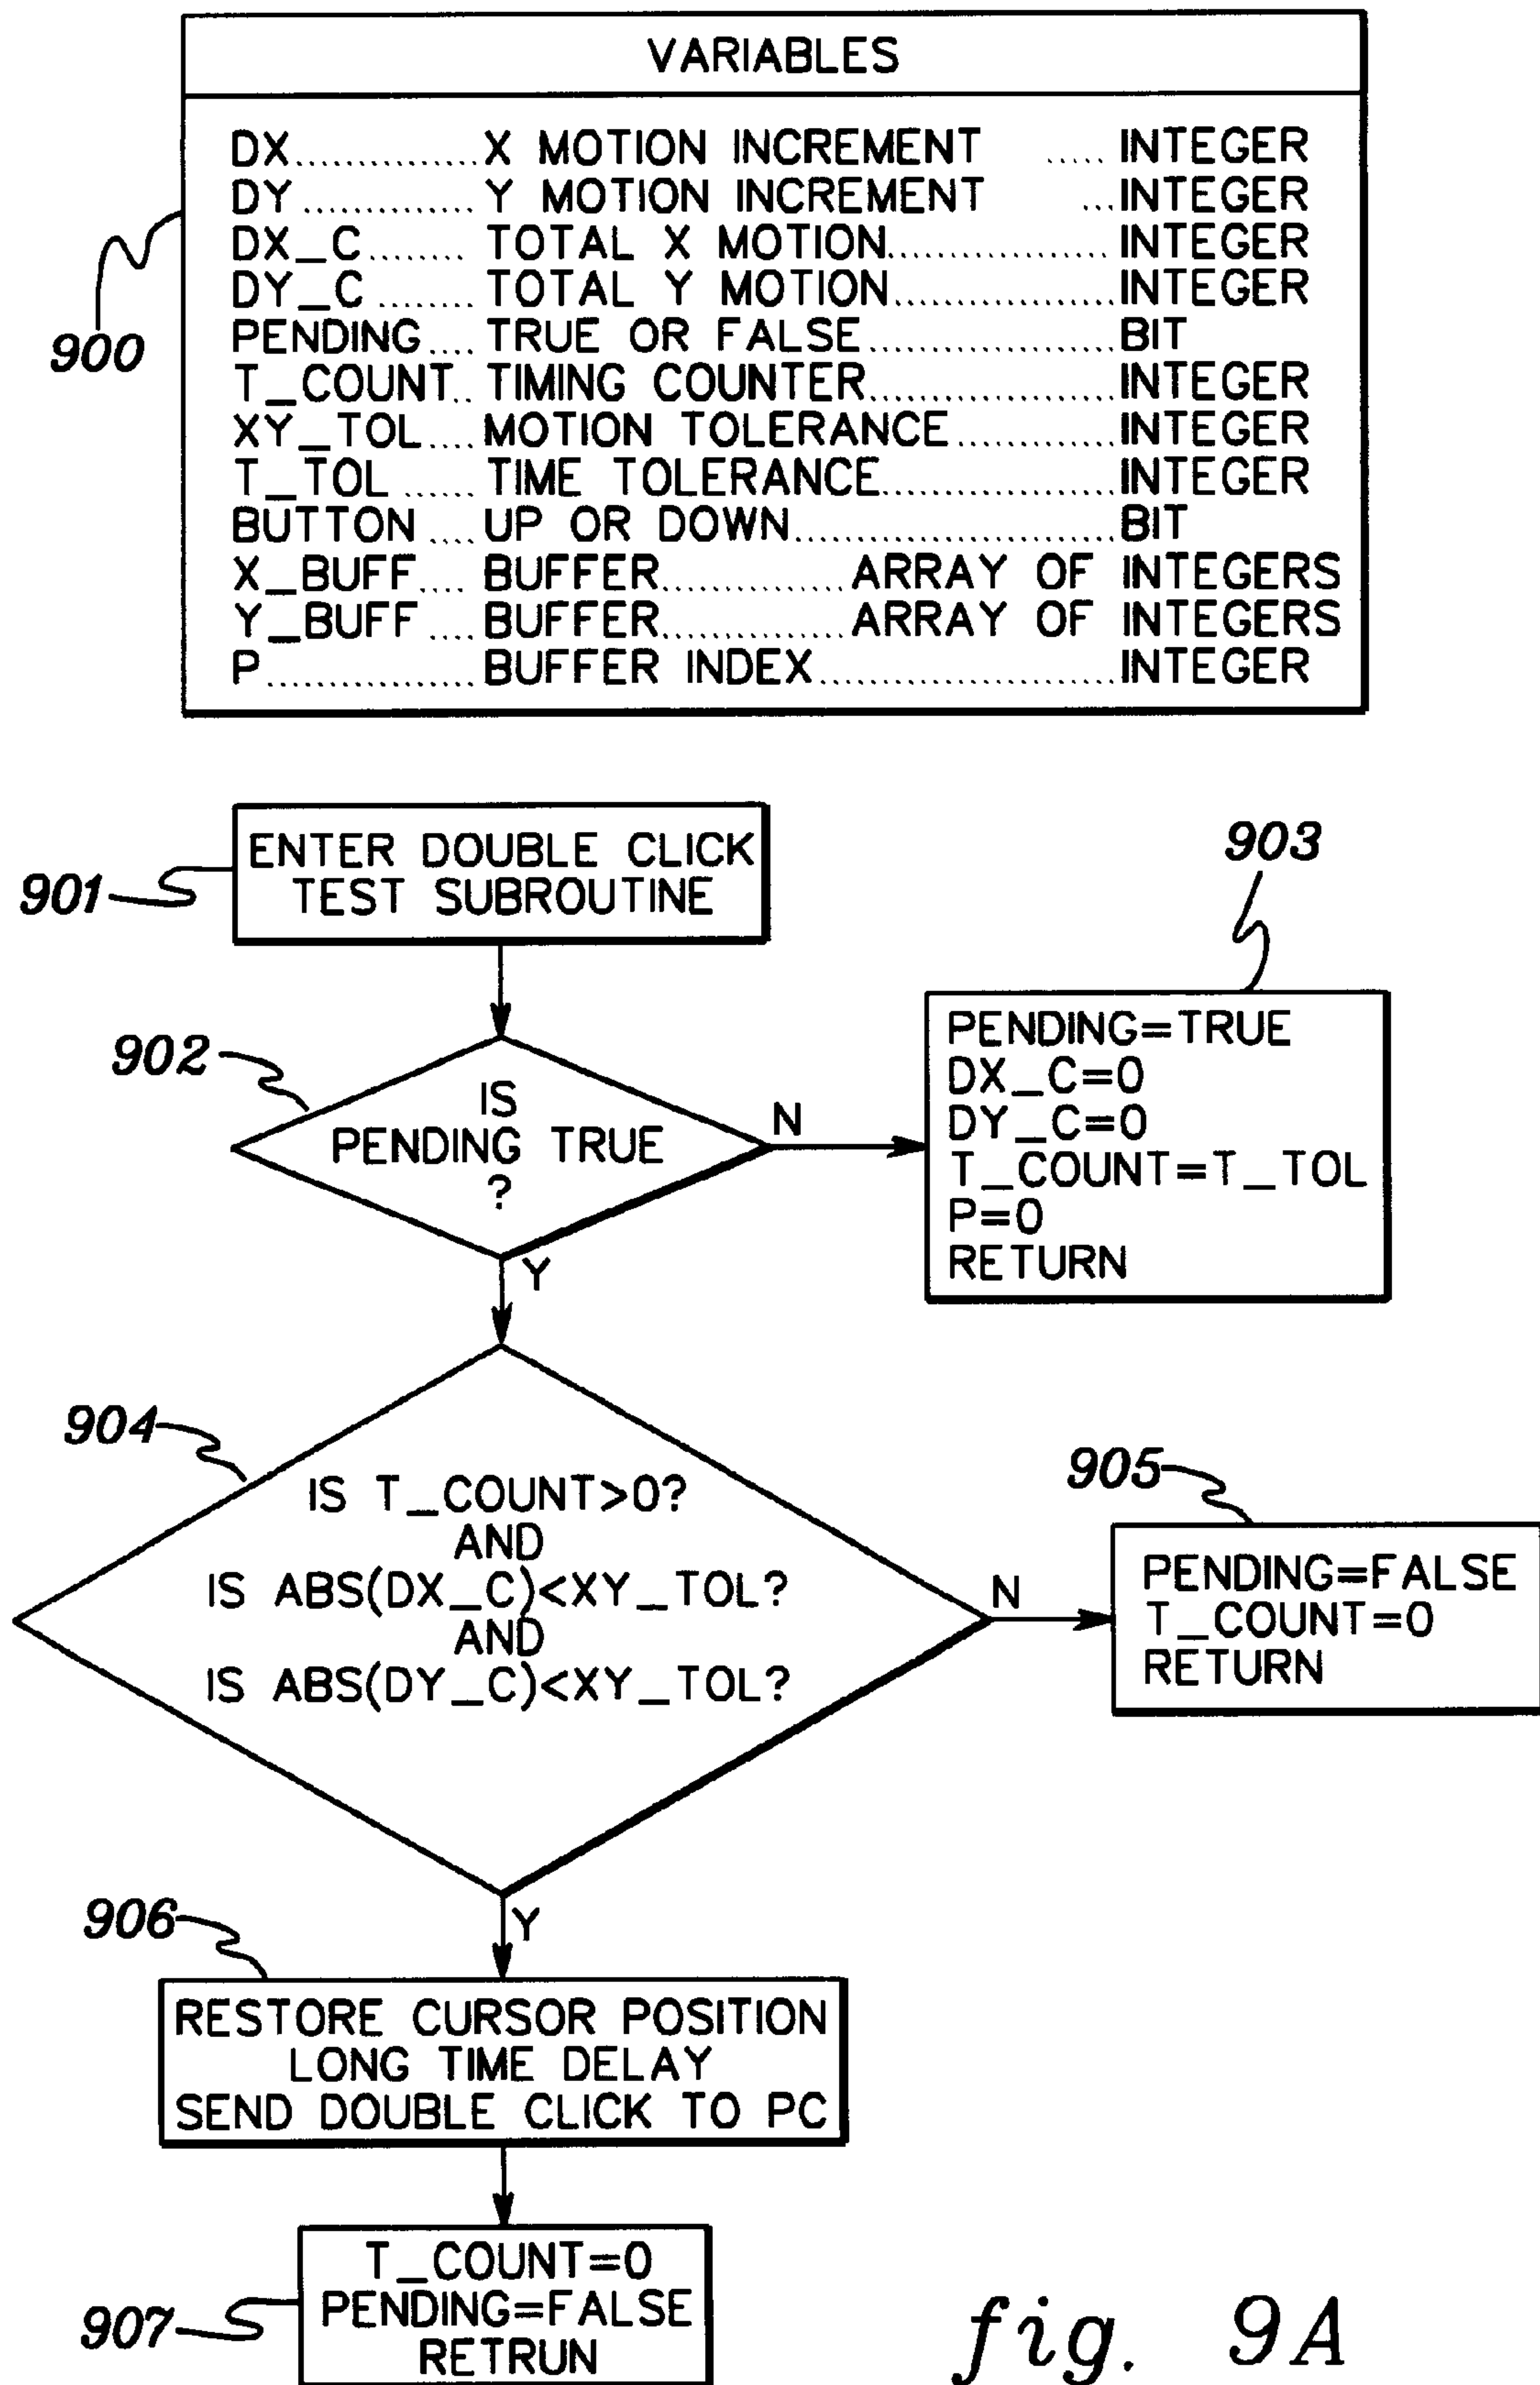 VARIABLES
DX.............X MOTION INCREMENT ..... INTEGER
DY.............Y MOTION INCREMENT ...INTEGER
DX_C....... TOTAL X MOTION................ INTEGER
DY_C ....... TOTAL Y MOTION................INTEGER
PENDING.... TRUE OR FALSE..................BIT
T_COUNT.. TIMING COUNTER..................INTEGER
XY_TOL....MOTION TOLERANCE............INTEGER
T_TOL ...... TIME TOLERANCE.................INTEGER
BUTTON .... UP OR DOWN.......................BIT
X_BUFF.... BUFFER.............ARRAY OF INTEGERS
Y_BUFF .... BUFFER.............ARRAY OF INTEGERS
P...............BUFFER INDEX.....................INTEGER
900
901
ENTER DOUBLE CLICK
TEST SUBROUTINE
902
IS
PENDING TRUE
?
N
Y
903
PENDING=TRUE
DX_C=0
DY_C=0
T_COUNT=T_TOL
P=0
RETURN
904
IS T_COUNT>0?
AND
IS ABS(DX_C)<XY_TOL?
AND
IS ABS(DY_C)<XY_TOL?
N
Y
905
PENDING=FALSE
T_COUNT=0
RETURN
906
RESTORE CURSOR POSITION
LONG TIME DELAY
SEND DOUBLE CLICK TO PC
907
T_COUNT=0
PENDING=FALSE
RETRUN
fig. 9A